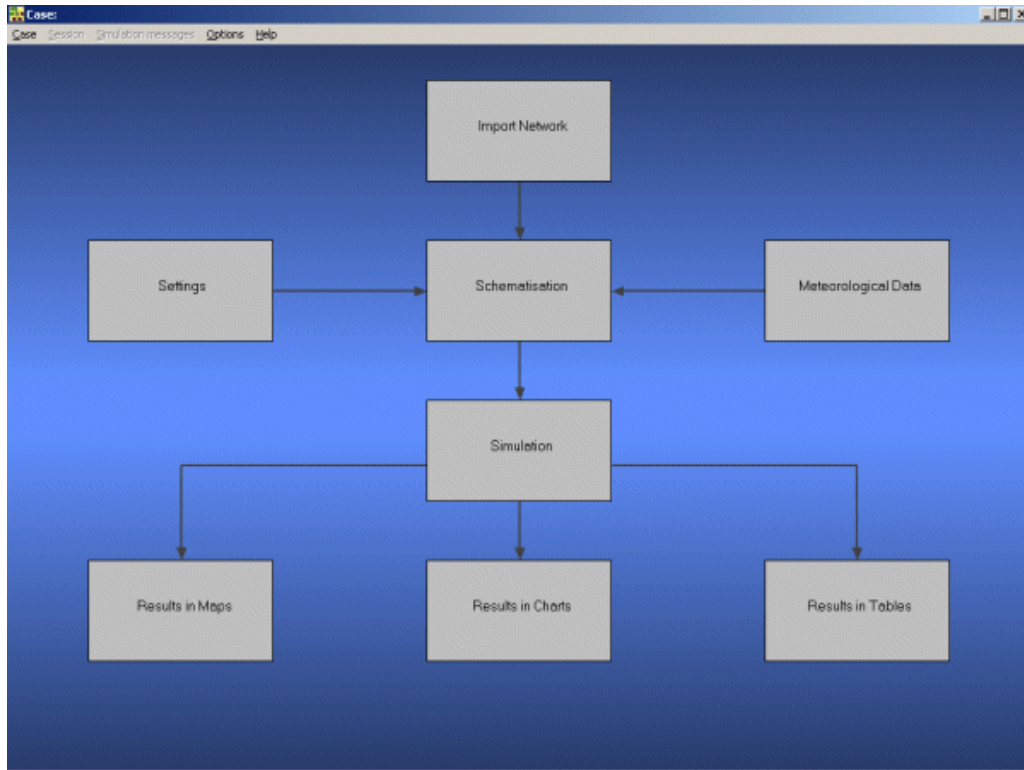 Case:
Case Session Simulation messages Options Help
Import Network
Settings Schematisation Meteorological Data
Simulation
Results in Maps Results in Charts Results in Tables